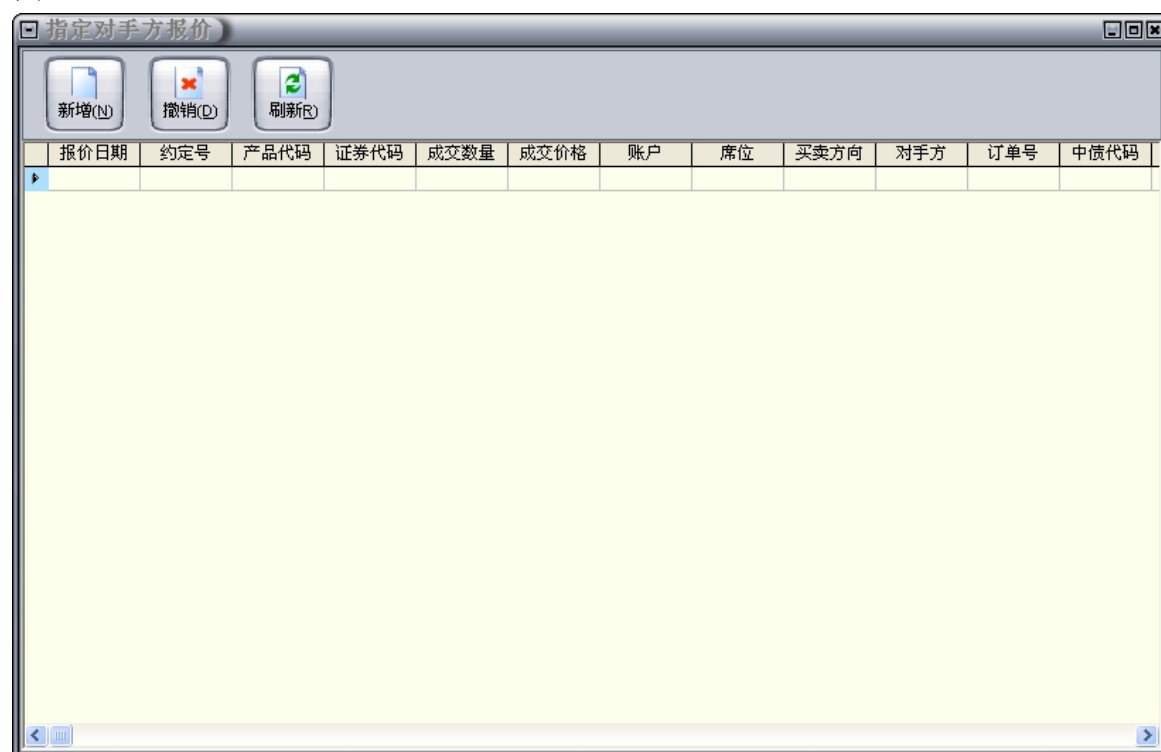 指定对手方报价
新增(N) 撤销(D) 刷新(R)
报价日期 约定号 产品代码 证券代码 成交数量 成交价格 账户 席位 买卖方向 对手方 订单号 中债代码